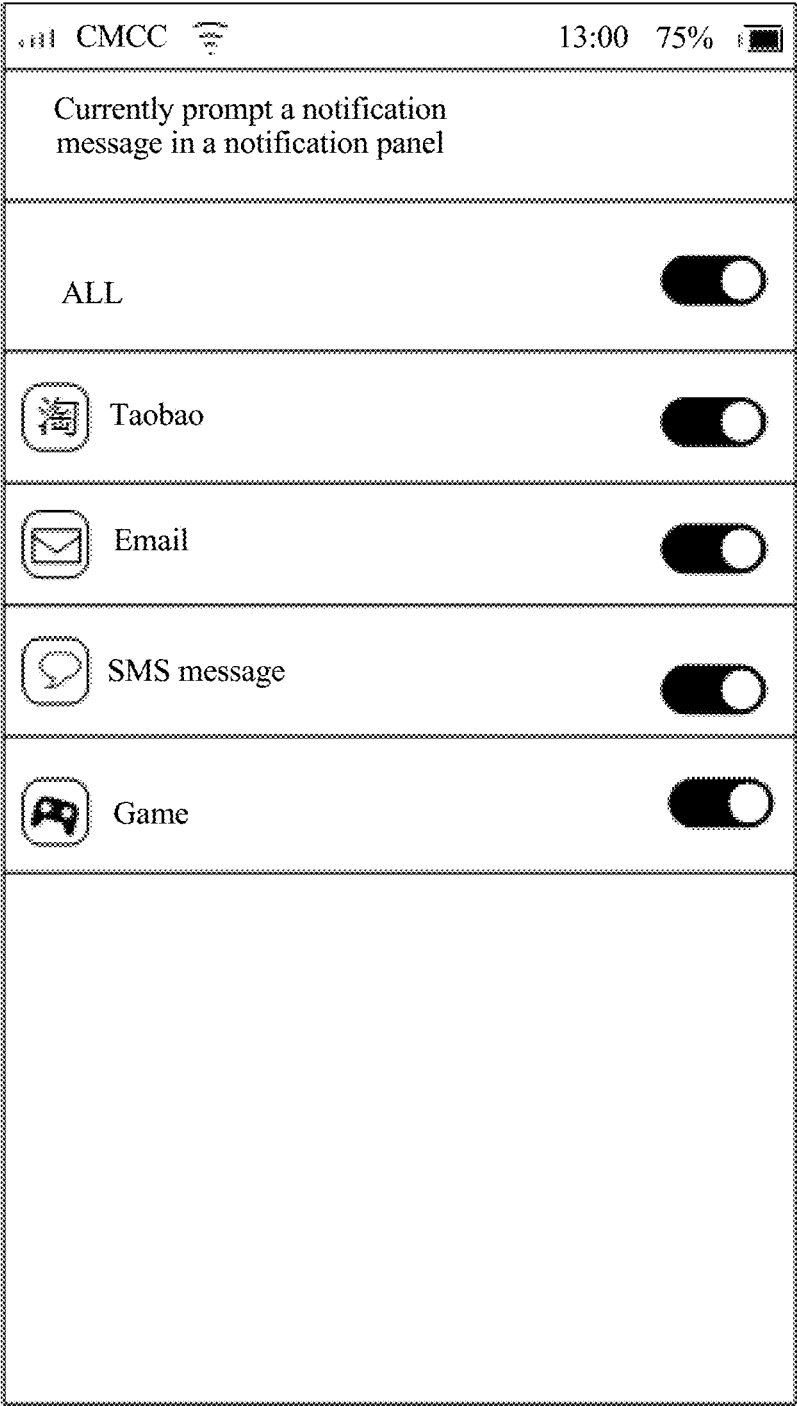 CMCC 13:00 75%
Currently prompt a notification
message in a notification panel
ALL
淘 Taobao
Email
SMS message
Game